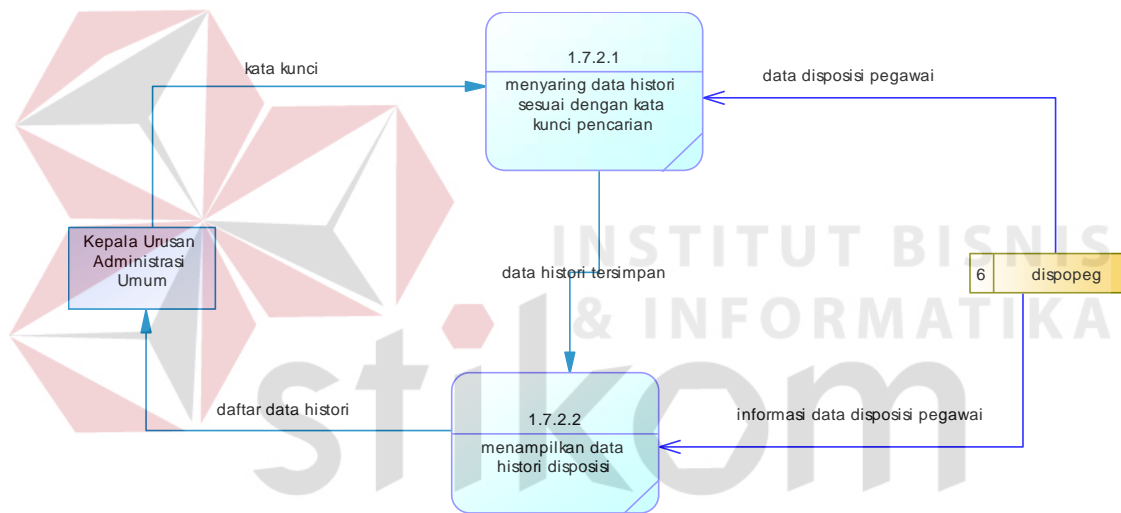 1.7.2.1
kata kunci
data disposisi pegawai
menyaring data histori
sesuai dengan kata
kunci pencarian
Kepala Urusan
Administrasi
Umum
INSTITUT BISNIS
& INFORMATIKA
stikom
data histori tersimpan
6 dispopeg
daftar data histori
1.7.2.2
informasi data disposisi pegawai
menampilkan data
histori disposisi